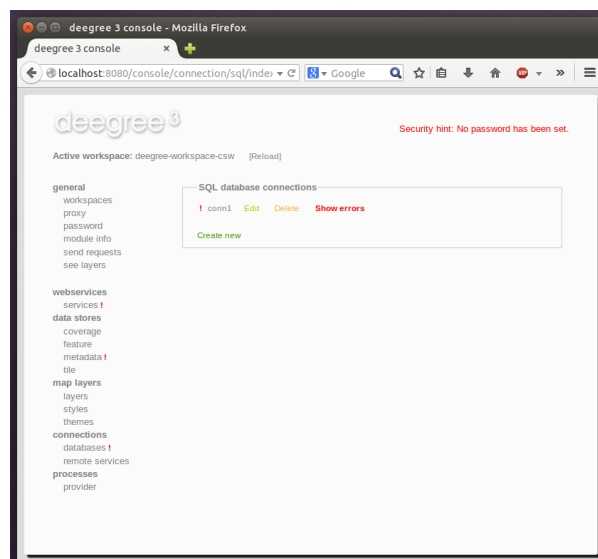 deegree 3 console - Mozilla Firefox
deegree 3 console ×
localhost:8080/console/connection/sql/index Google
deegree 3
Security hint: No password has been set.
Active workspace: deegree-workspace-csw [Reload]
general
workspaces
proxy
password
module info
send requests
see layers
webservices
services !
data stores
coverage
feature
metadata !
tile
map layers
layers
styles
themes
connections
databases !
remote services
processes
provider
SQL database connections
! conn1 Edit Delete Show errors
Create new